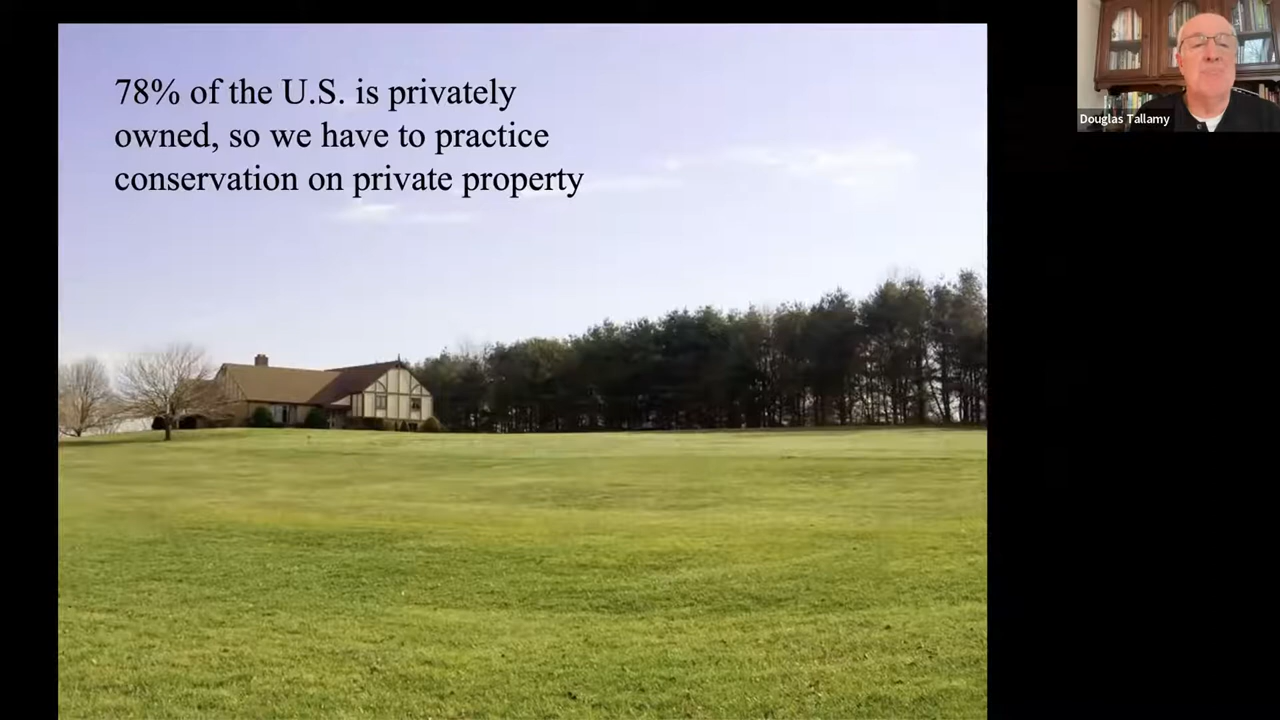 78% of the U.S. is privately
owned, so we have to practice
conservation on private property
Douglas Tallamy